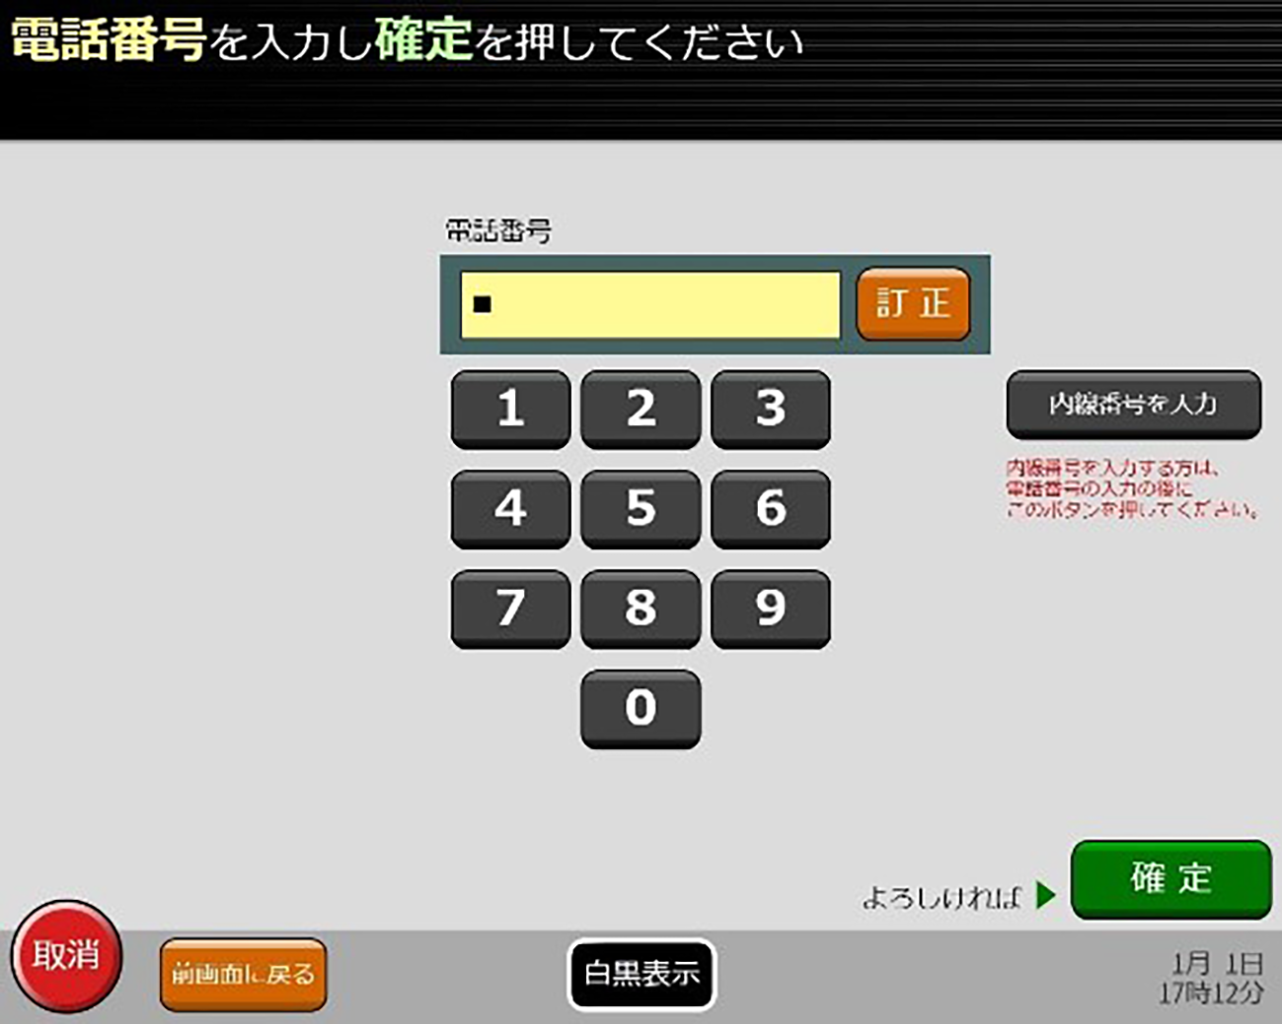 電話番号を入力し確定を押してください
電話番号
■
訂正
1 2 3
内線番号を入力
内線番号を入力する方は、
電話番号の入力の後に
このボタンを押してください。
4 5 6
7 8 9
0
よろしければ ▶ 確定
取消
前画面に戻る
白黒表示
1月 1日
17時12分